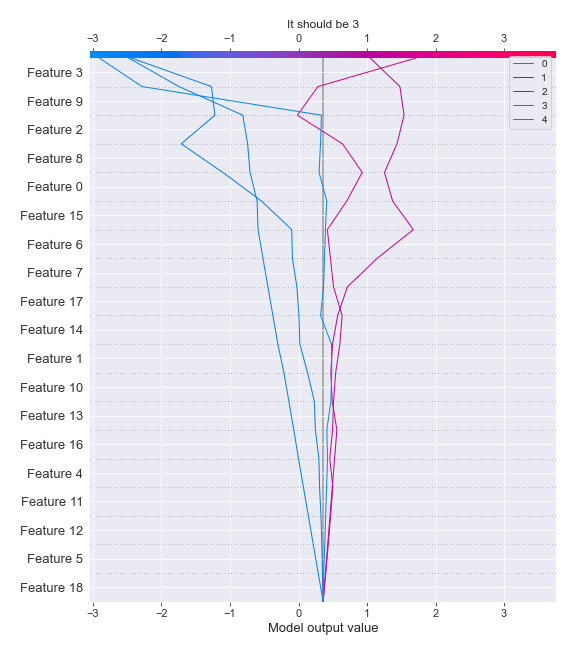 It should be 3
−3 −2 −1 0 1 2 3
0
1
2
3
4
Feature 3
Feature 9
Feature 2
Feature 8
Feature 0
Feature 15
Feature 6
Feature 7
Feature 17
Feature 14
Feature 1
Feature 10
Feature 13
Feature 16
Feature 4
Feature 11
Feature 12
Feature 5
Feature 18
−3 −2 −1 0 1 2 3
Model output value